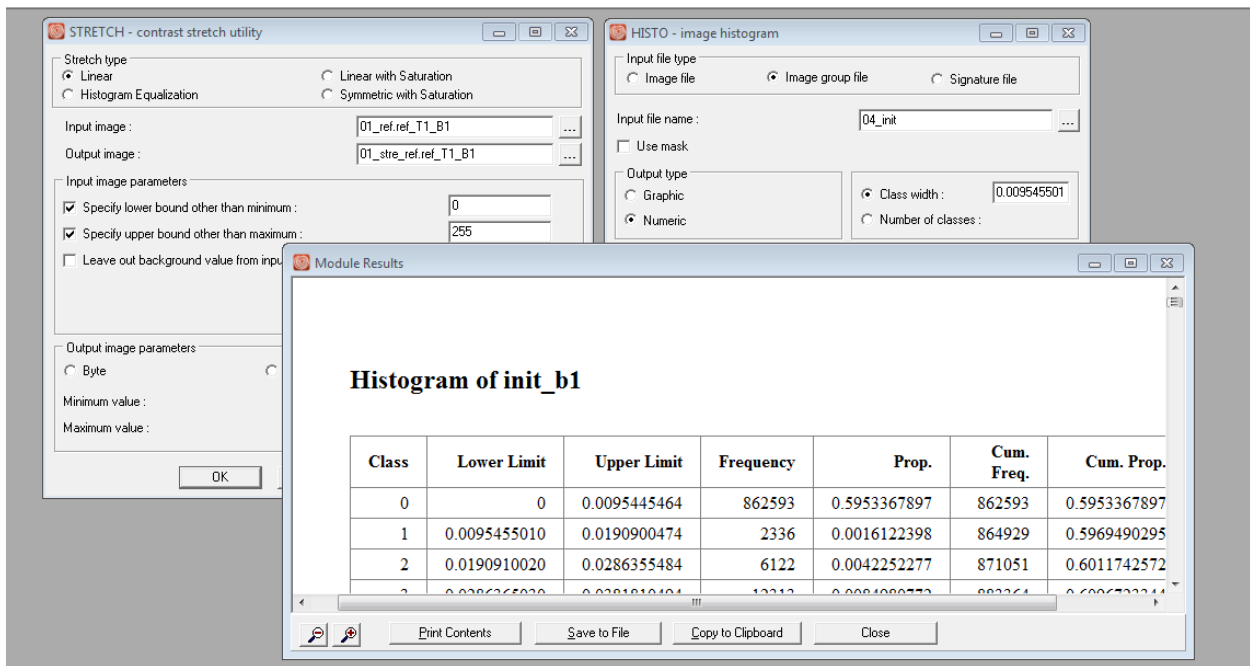 STRETCH - contrast stretch utility
Stretch type
Linear
Linear with Saturation
Histogram Equalization
Symmetric with Saturation
Input image :
01_ref.ref_T1_B1
...
Output image :
01_stre_ref.ref_T1_B1
...
Input image parameters
Specify lower bound other than minimum :
0
Specify upper bound other than maximum :
255
Leave out background value from
Output image parameters
Byte
Minimum value :
Maximum value :
OK
HISTO - image histogram
Input file type
Image file
Image group file
Signature file
Input file name :
04_init
...
Use mask
Output type
Graphic
Numeric
Class width :
0.009545501
Number of classes :
Module Results
Histogram of init_b1
Class Lower Limit Upper Limit Frequency Prop. Cum. Freq. Cum. Prop.
0 0 0.0095445464 862593 0.5953367897 862593 0.5953367897
1 0.0095455010 0.0190900474 2336 0.0016122398 864929 0.5969490295
2 0.0190910020 0.0286355484 6122 0.0042252277 871051 0.6011742572
Print Contents
Save to File
Copy to Clipboard
Close